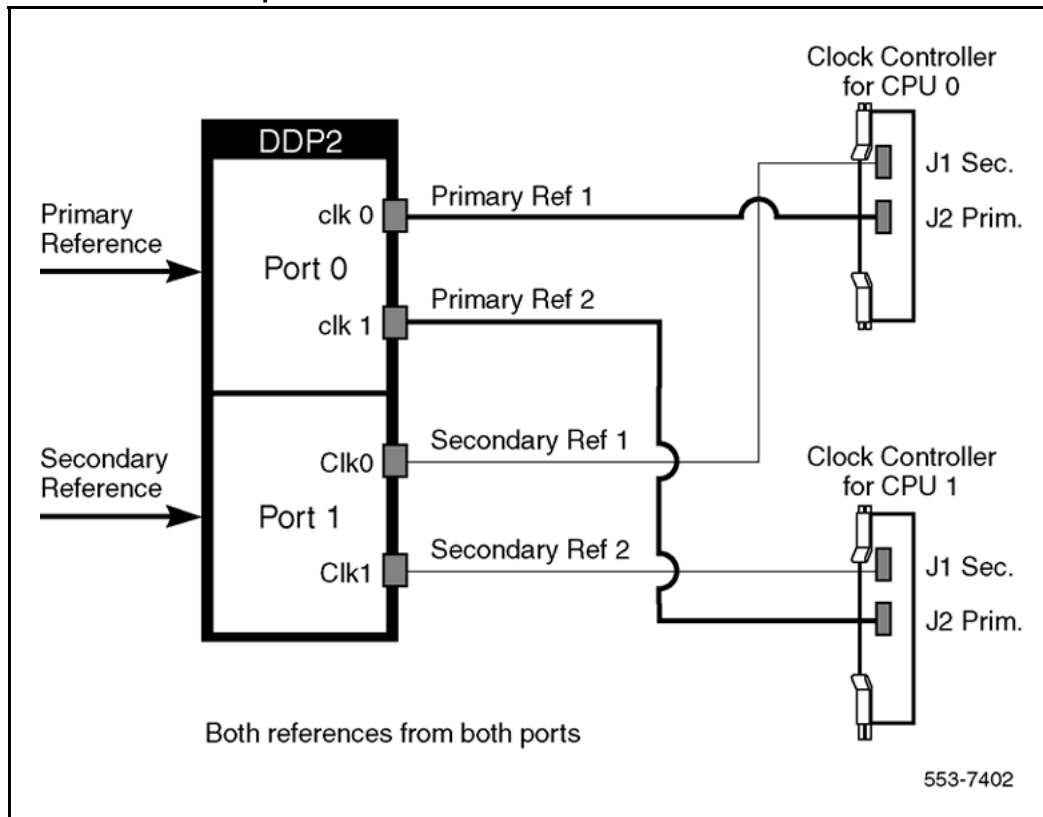 Clock Controller
for CPU 0
DDP2
J1 Sec.
Primary
Reference
clk 0
Primary Ref 1
J2 Prim.
Port 0
clk 1
Primary Ref 2
Secondary
Reference
Clk0
Secondary Ref 1
Clock Controller
for CPU 1
Port 1
Clk1
Secondary Ref 2
J1 Sec.
J2 Prim.
Both references from both ports
553-7402